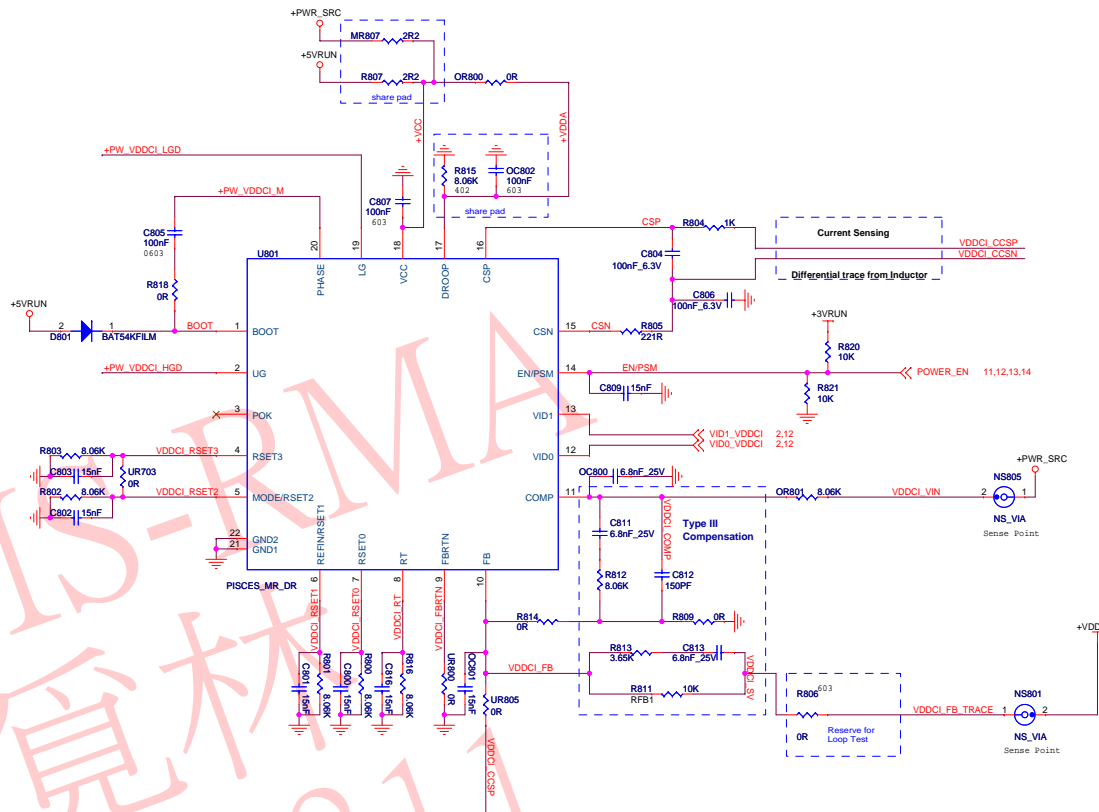 +PWR_SRC
MR807 2R2
+5VRUN
R807 2R2
OR800 0R
share pad
+VCC
+VDDA
+PW_VDDCI_LGD
R815
8.06K
402
OC802
100nF
603
share pad
+PW_VDDCI_M
C807
100nF
603
C805
100nF
0603
R818
0R
CSP
R804 1K
Current Sensing
VDDCI_CCSP
VDDCI_CCSN
Differential trace from Inductor
C804
100nF_6.3V
C806
100nF_6.3V
20
19
18
17
16
U801
PHASE
LG
VCC
DROOP
CSP
+5VRUN
2
1
D801
BAT54KFILM
BOOT
1
BOOT
CSN
15
CSN
R805
221R
+3VRUN
R820
10K
+PW_VDDCI_HGD
2
UG
EN/PSM
14
EN/PSM
POWER_EN 11,12,13,14
C809
15nF
R821
10K
3
POK
VID1
13
VID1_VDDCI 2,12
VID0_VDDCI 2,12
R803 8.06K
VDDCI_RSET3
4
RSET3
VID0
12
C803
15nF
UR703
0R
R802 8.06K
VDDCI_RSET2
5
MODE/RSET2
COMP
11
OC800
6.8nF_25V
OR801 8.06K
VDDCI_VIN
+PWR_SRC
NS805
2
1
NS_VIA
Sense Point
C802
15nF
22
GND2
21
GND1
C811
6.8nF_25V
VDDCI_COMP
Type III
Compensation
R812
8.06K
C812
150PF
REFIN/RSET1
RSET0
RT
FBRTN
FB
PISCES_MR_DR
6
7
8
9
10
VDDCI_RSET1
VDDCI_RSET0
VDDCI_RT
VDDCI_FBRTN
R814
0R
R809
0R
VDDCI_FB
R813
3.65K
C813
6.8nF_25V
VDDCI_SV
R811
10K
RFB1
C801
15nF
R801
8.06K
C800
15nF
R800
8.06K
C816
15nF
R816
8.06K
UR800
0R
OC801
15nF
UR805
0R
VDDCI_CCSP
R806
603
0R
Reserve for
Loop Test
VDDCI_FB_TRACE
+VDD
NS801
1
2
NS_VIA
Sense Point
IS-RMA
覓林